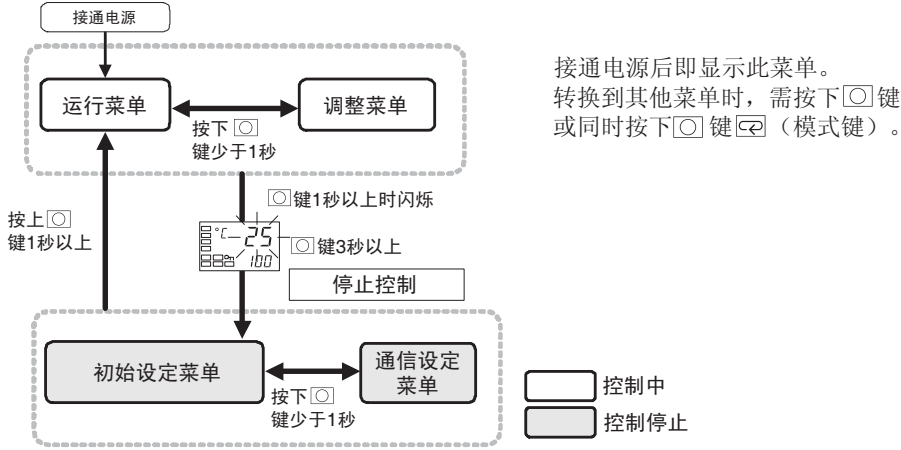 接通电源
运行菜单
调整菜单
按下
键少于1秒
接通电源后即显示此菜单。
转换到其他菜单时，需按下键
或同时按下键（模式键）。
键1秒以上时闪烁
按上
键1秒以上
°C 25
100
键3秒以上
停止控制
初始设定菜单
通信设定
菜单
按下
键少于1秒
控制中
控制停止